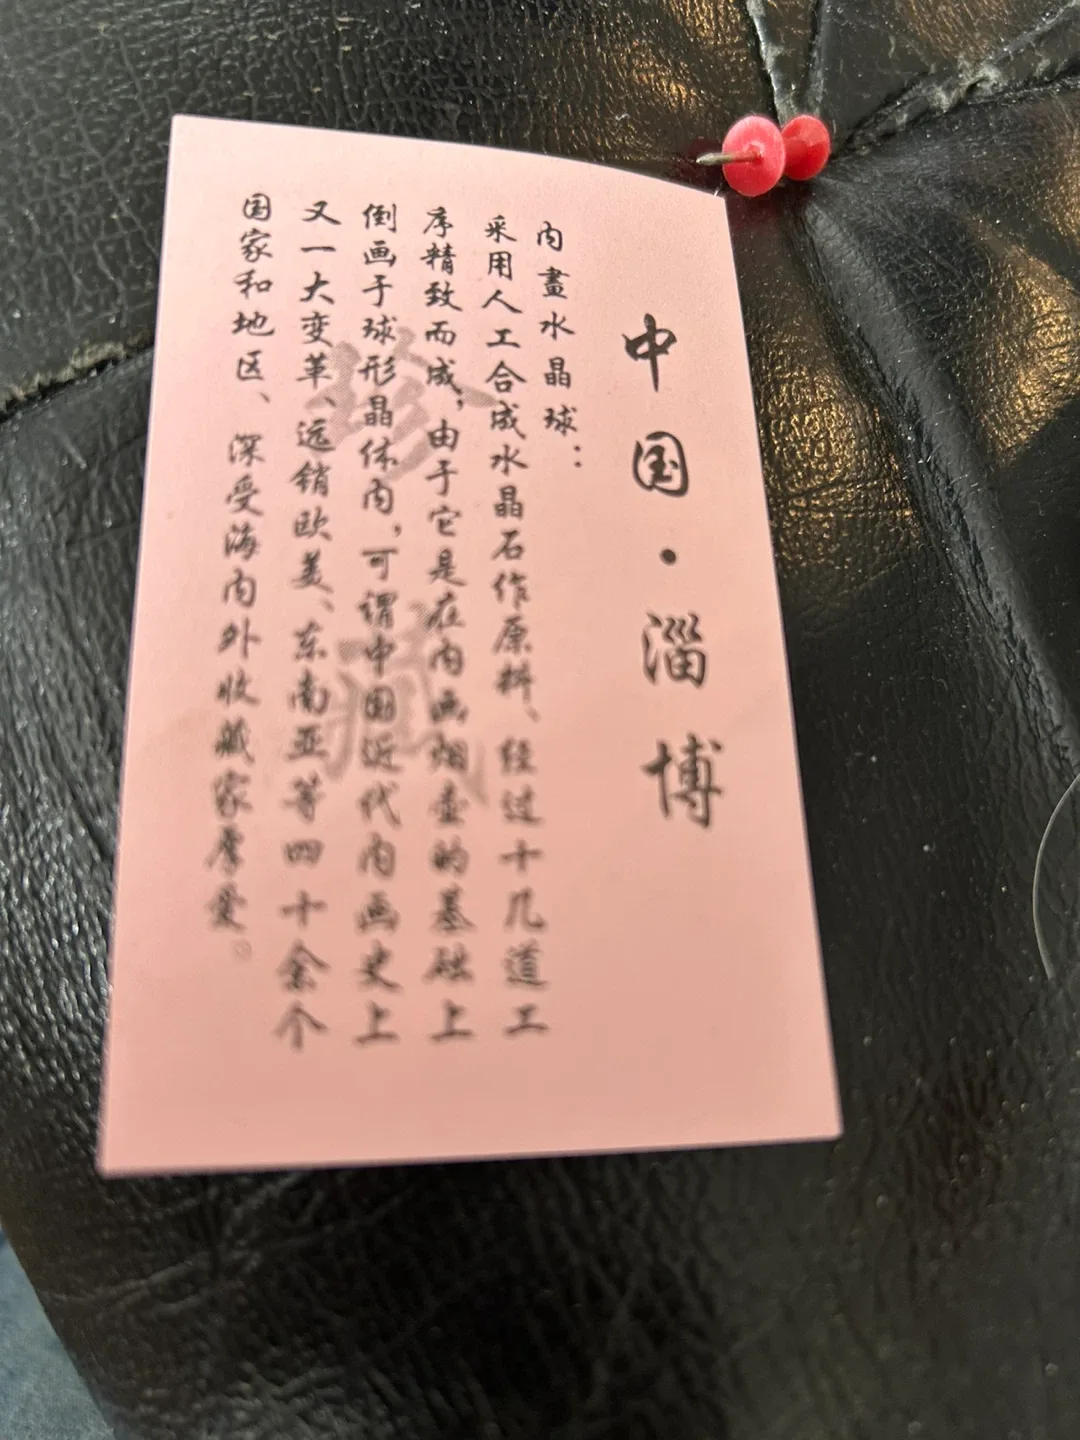 中国·淄博
内畫水晶球：
采用人工合成水晶石作原料、经过十几道工
序精致而成，由于它是在内画烟壶的基础上
倒画于球形晶体内，可谓中国近代内画史上
又一大变革、远销欧美、东南亚等四十余个
国家和地区、深受海内外收藏家厚爱。
珍藏